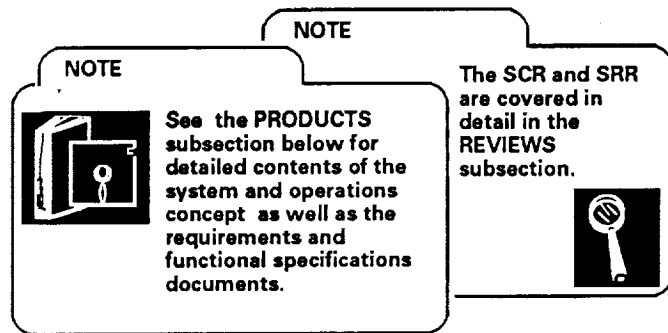 NOTE
See the PRODUCTS
subsection below for
detailed contents of the
system and operations
concept as well as the
requirements and
functional specifications
documents.
NOTE
The SCR and SRR
are covered in
detail in the
REVIEWS
subsection.